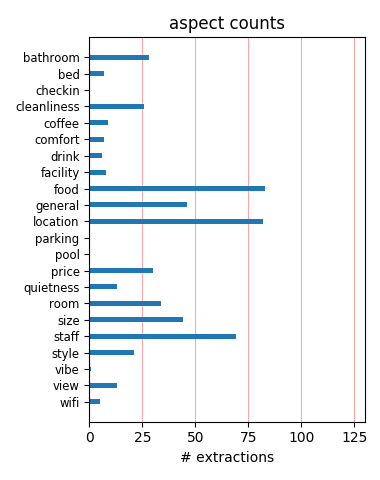 aspect counts
bathroom
bed
checkin
cleanliness
coffee
comfort
drink
facility
food
general
location
parking
pool
price
quietness
room
size
staff
style
vibe
view
wifi
0 25 50 75 100 125
# extractions